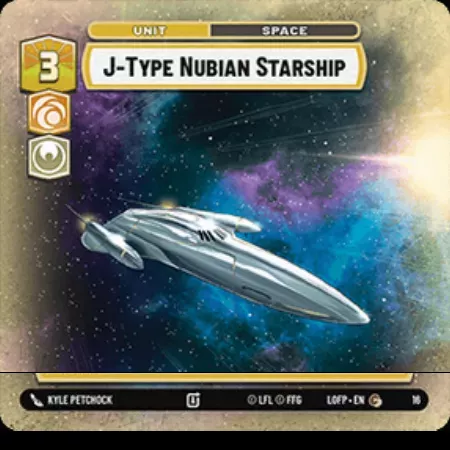 UNIT SPACE
3 J-TYPE NUBIAN STARSHIP
KYLE PETCHOCK U © LFL © FFG LOFP • EN 16